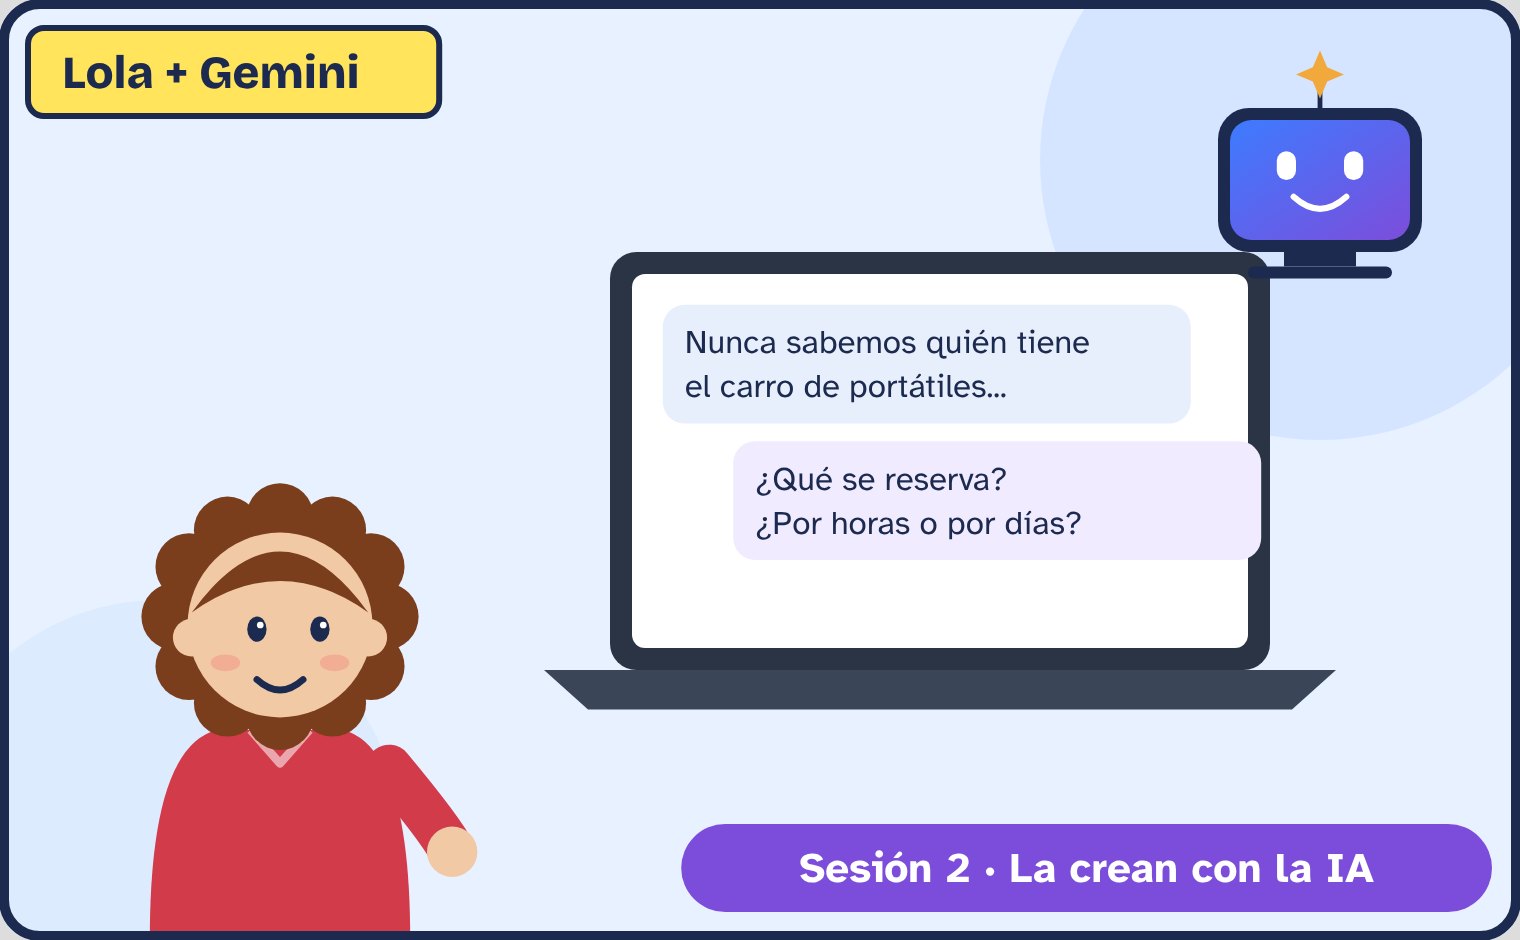 Lola + Gemini
Nunca sabemos quién tiene
el carro de portátiles...
¿Qué se reserva?
¿Por horas o por días?
Sesión 2 · La crean con la IA